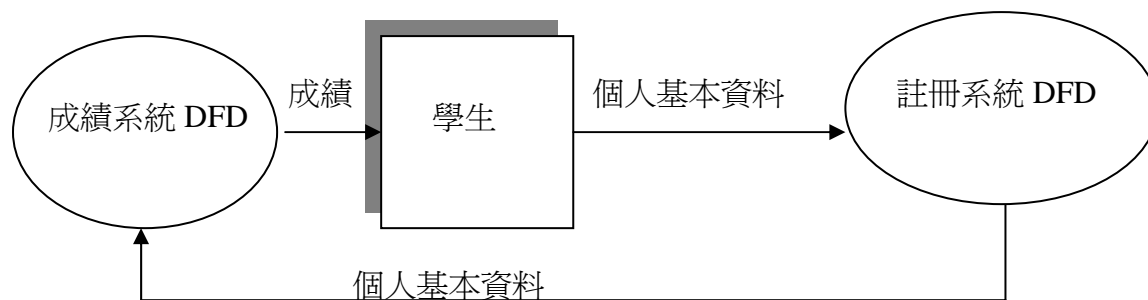 成績系統 DFD
成績
學生
個人基本資料
註冊系統 DFD
個人基本資料